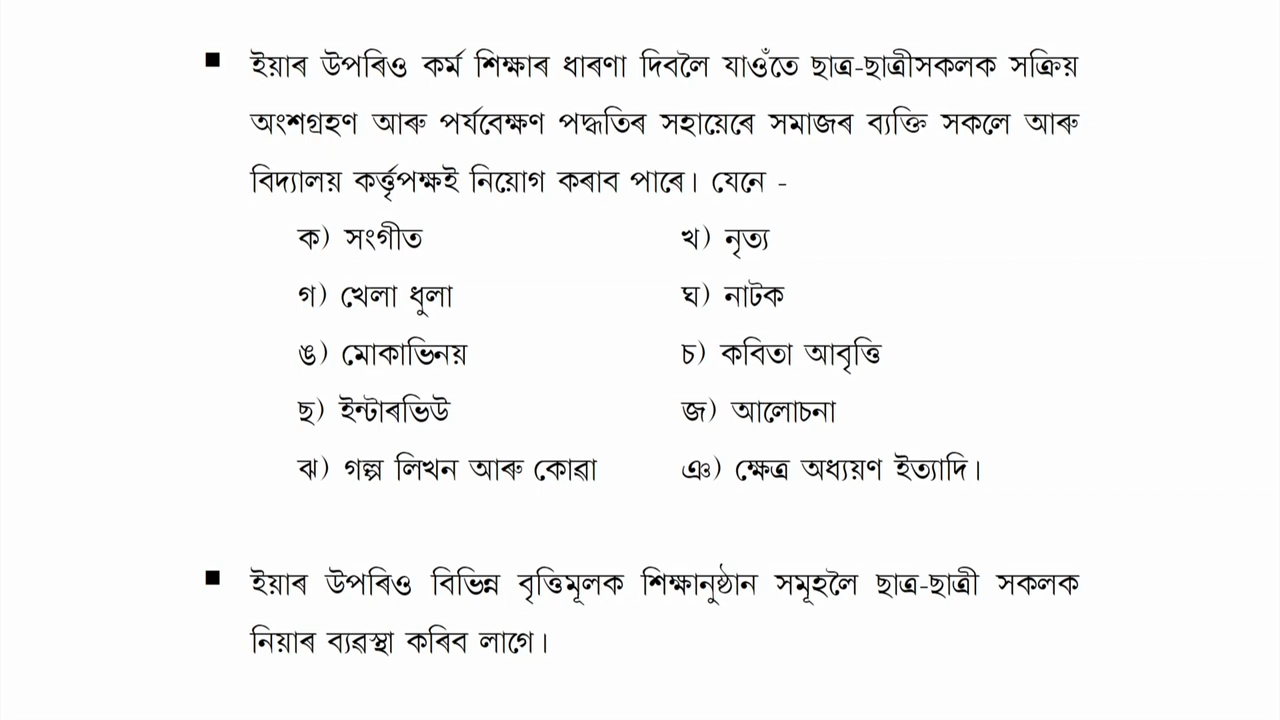 ▪ ইয়াৰ উপৰিও কৰ্ম শিক্ষাৰ ধাৰণা দিবলৈ যাওঁতে ছাত্ৰ-ছাত্ৰীসকলক সক্ৰিয়
অংশগ্ৰহণ আৰু পৰ্যবেক্ষণ পদ্ধতিৰ সহায়েৰে সমাজৰ ব্যক্তি সকলে আৰু
বিদ্যালয় কৰ্ত্তৃপক্ষই নিয়োগ কৰাব পাৰে। যেনে -
ক) সংগীত খ) নৃত্য
গ) খেলা ধুলা ঘ) নাটক
ঙ) মোকাভিনয় চ) কবিতা আবৃত্তি
ছ) ইন্টাৰভিউ জ) আলোচনা
ঝ) গল্প লিখন আৰু কোৱা ঞ) ক্ষেত্ৰ অধ্যয়ণ ইত্যাদি।
▪ ইয়াৰ উপৰিও বিভিন্ন বৃত্তিমূলক শিক্ষানুষ্ঠান সমূহলৈ ছাত্ৰ-ছাত্ৰী সকলক
নিয়াৰ ব্যৱস্থা কৰিব লাগে।